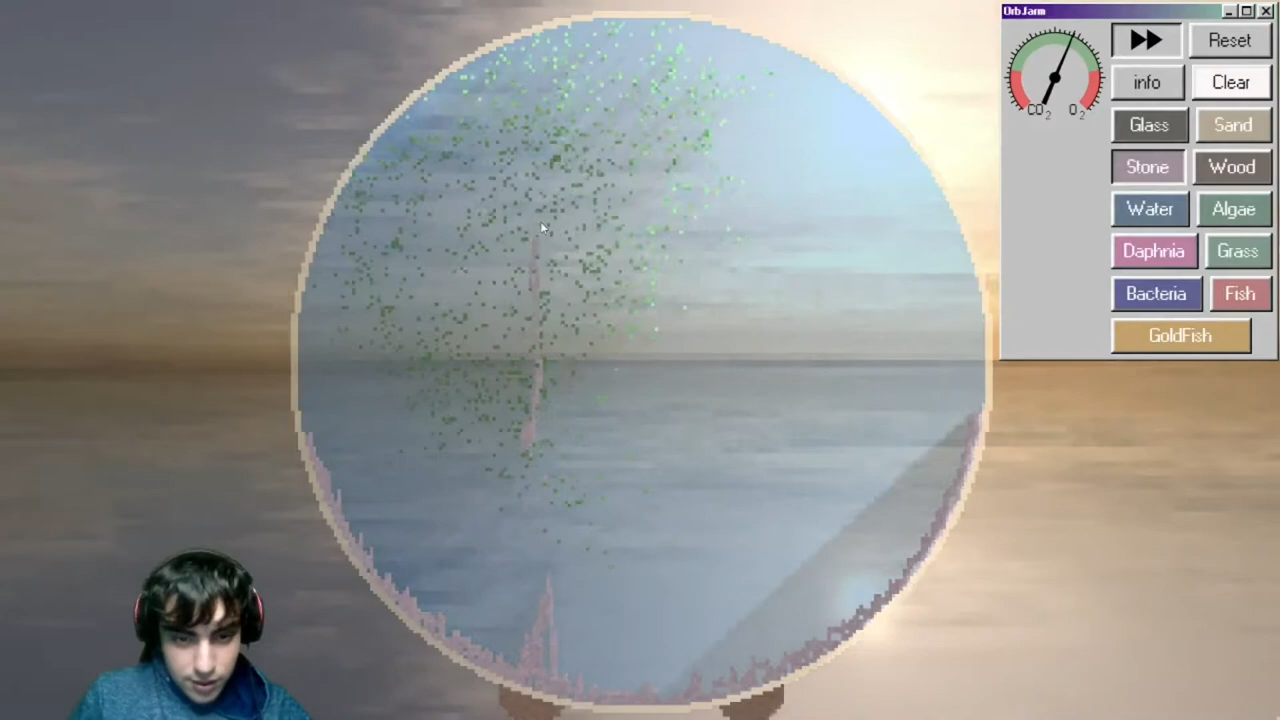 OrbJarm
Reset
info
Clear
CO2
O2
Glass
Sand
Stone
Wood
Water
Algae
Daphnia
Grass
Bacteria
Fish
GoldFish